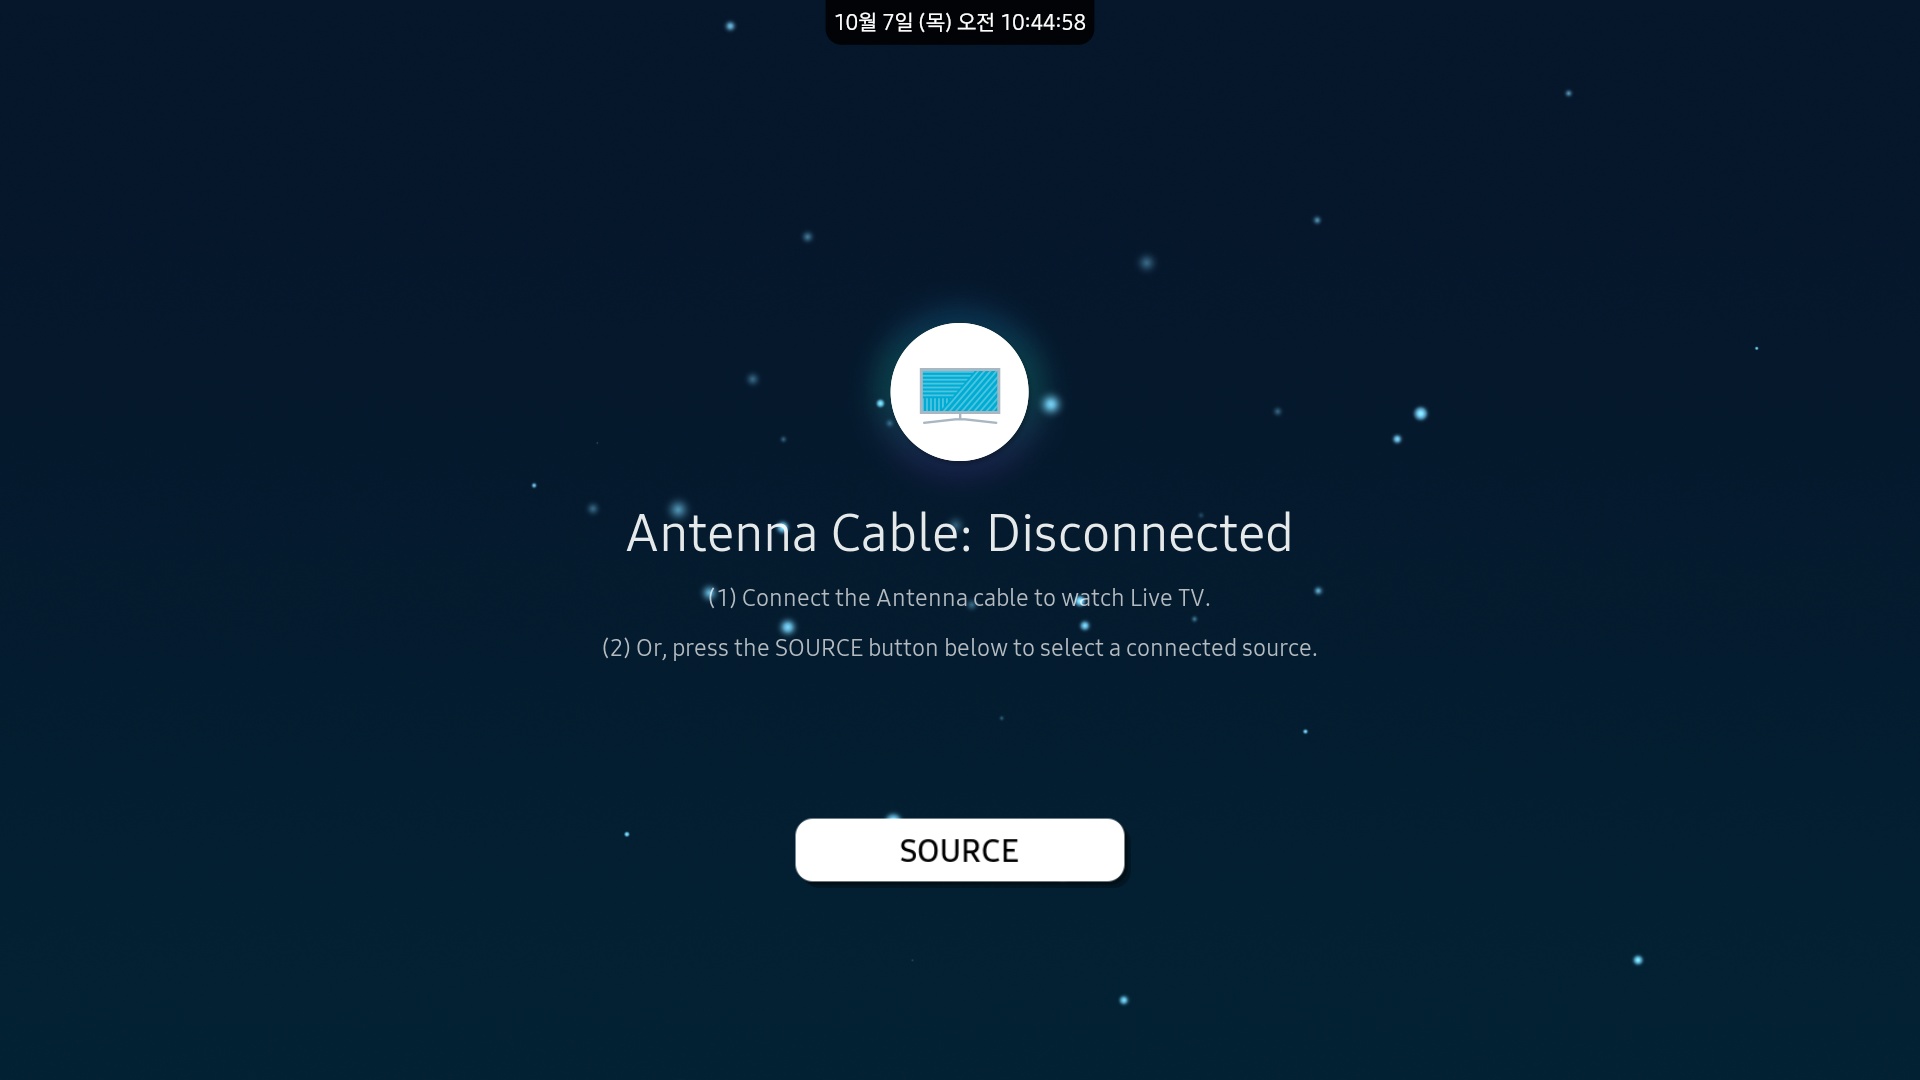 10월 7일 (목) 오전 10:44:58
Antenna Cable: Disconnected
(1) Connect the Antenna cable to watch Live TV.
(2) Or, press the SOURCE button below to select a connected source.
SOURCE